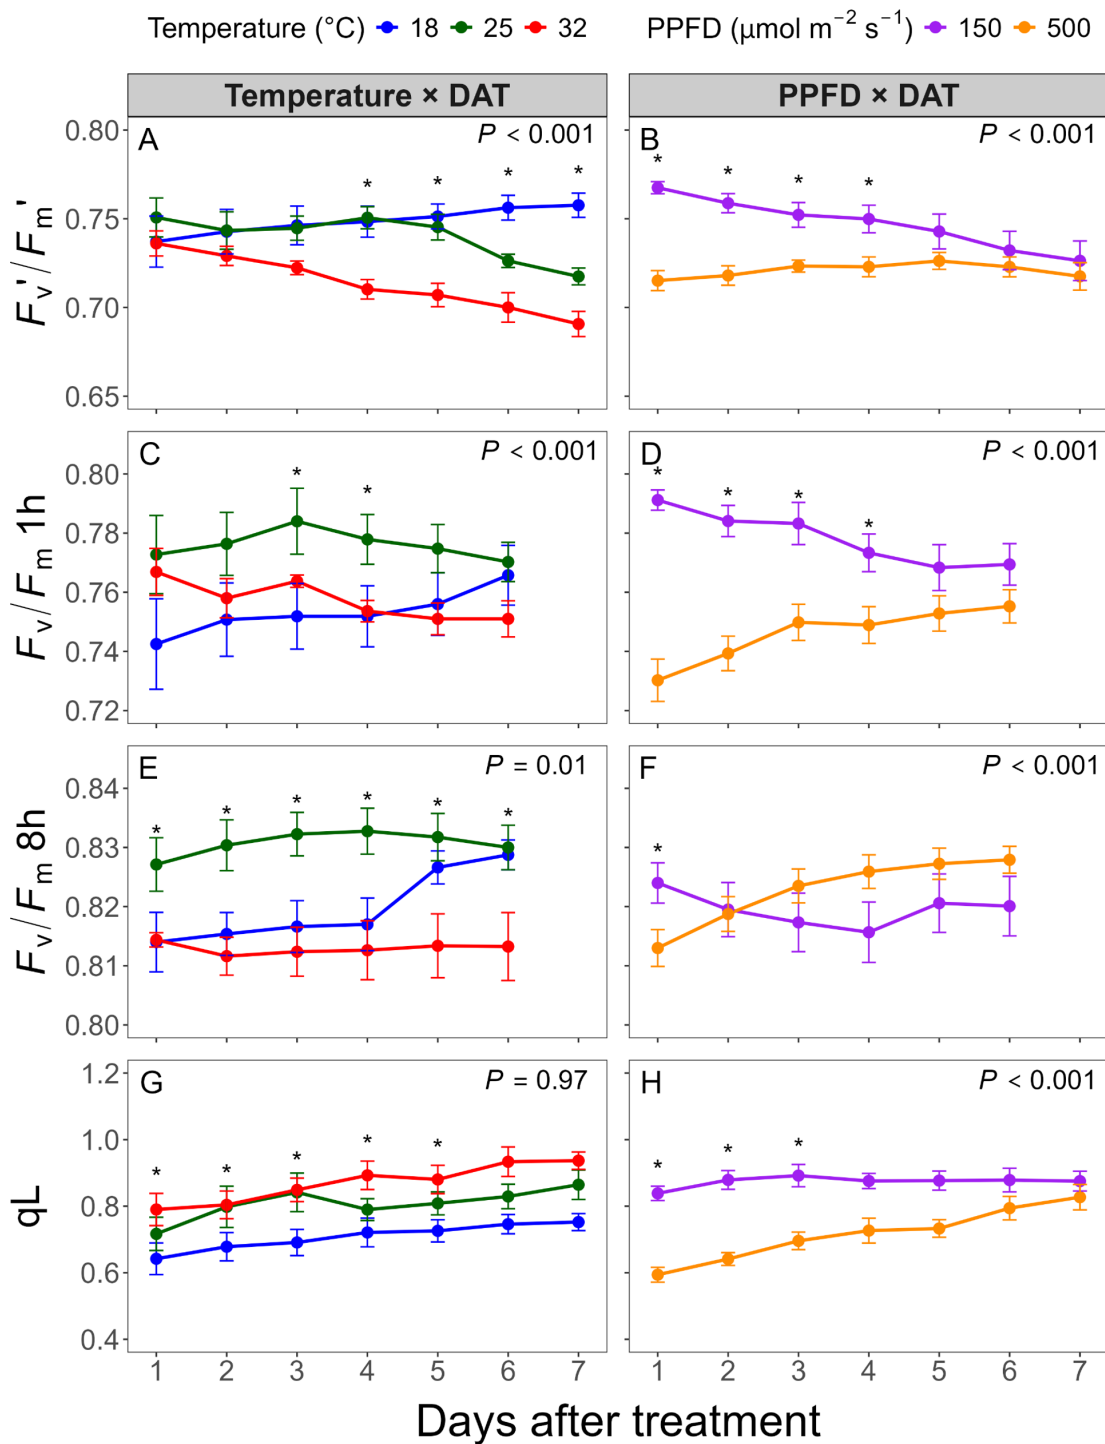 Temperature (°C) 18 25 32 PPFD (μmol m⁻² s⁻¹) 150 500
Temperature × DAT PPFD × DAT
A P < 0.001 B P < 0.001
0.80
0.75
0.70
0.65
Fv'/Fm'
* * * * * * * *
C P < 0.001 D P < 0.001
0.80
0.78
0.76
0.74
0.72
Fv/Fm 1h
* * * * * *
E P = 0.01 F P < 0.001
0.84
0.83
0.82
0.81
0.80
Fv/Fm 8h
* * * * * * *
G P = 0.97 H P < 0.001
1.2
1.0
0.8
0.6
0.4
qL
* * * * * * * *
1 2 3 4 5 6 7 1 2 3 4 5 6 7
Days after treatment